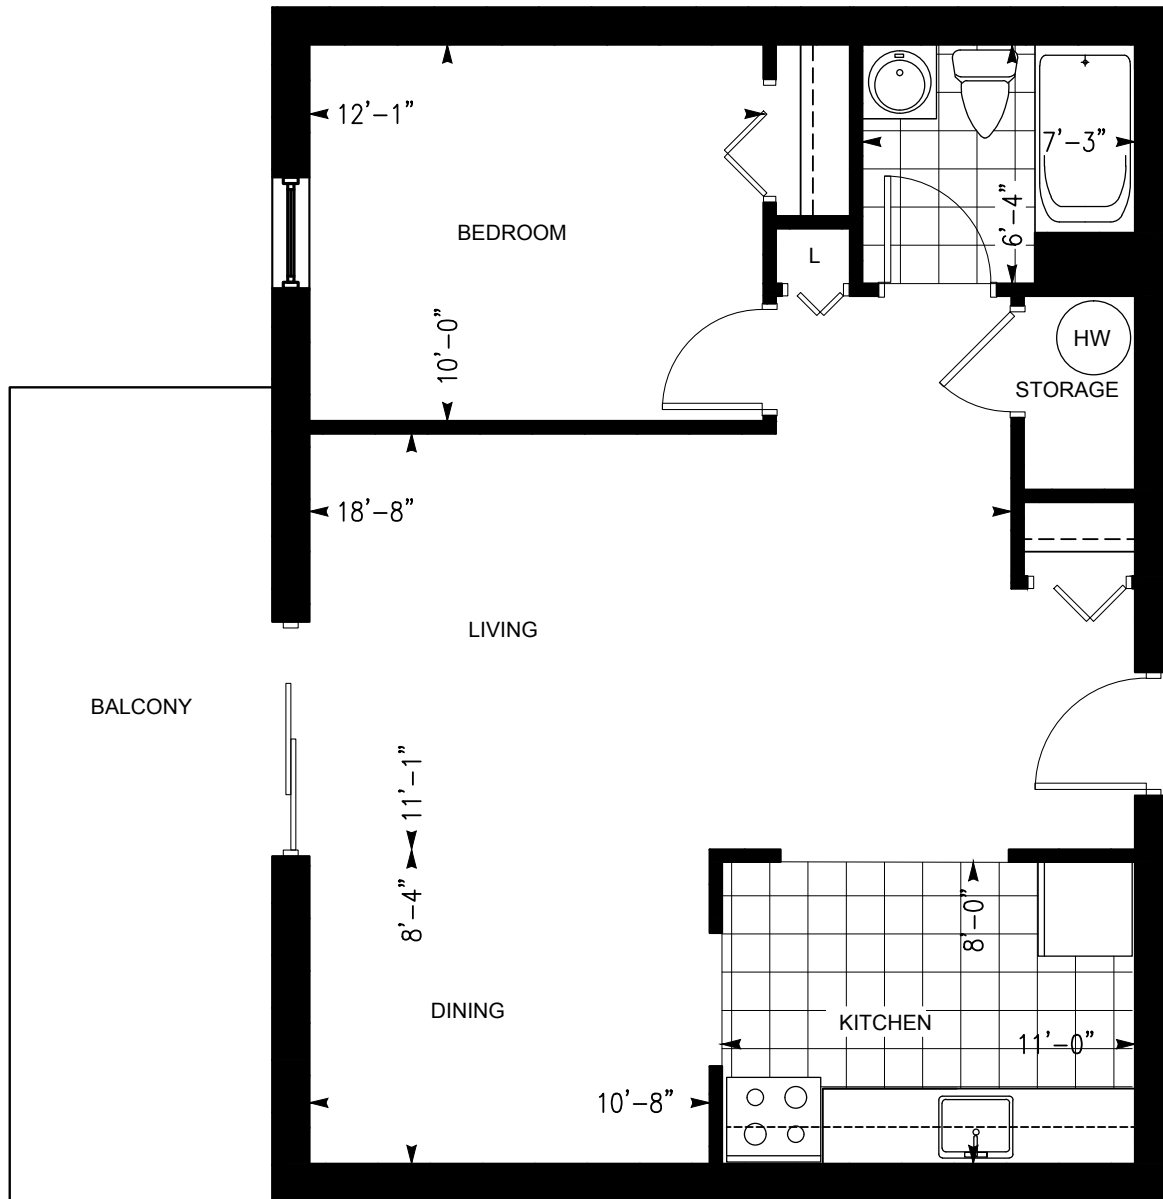 12'-1"
7'-3"
BEDROOM
6'-4"
L
10'-0"
HW
STORAGE
18'-8"
LIVING
BALCONY
11'-1"
8'-4"
8'-0"
DINING
KITCHEN
11'-0"
10'-8"